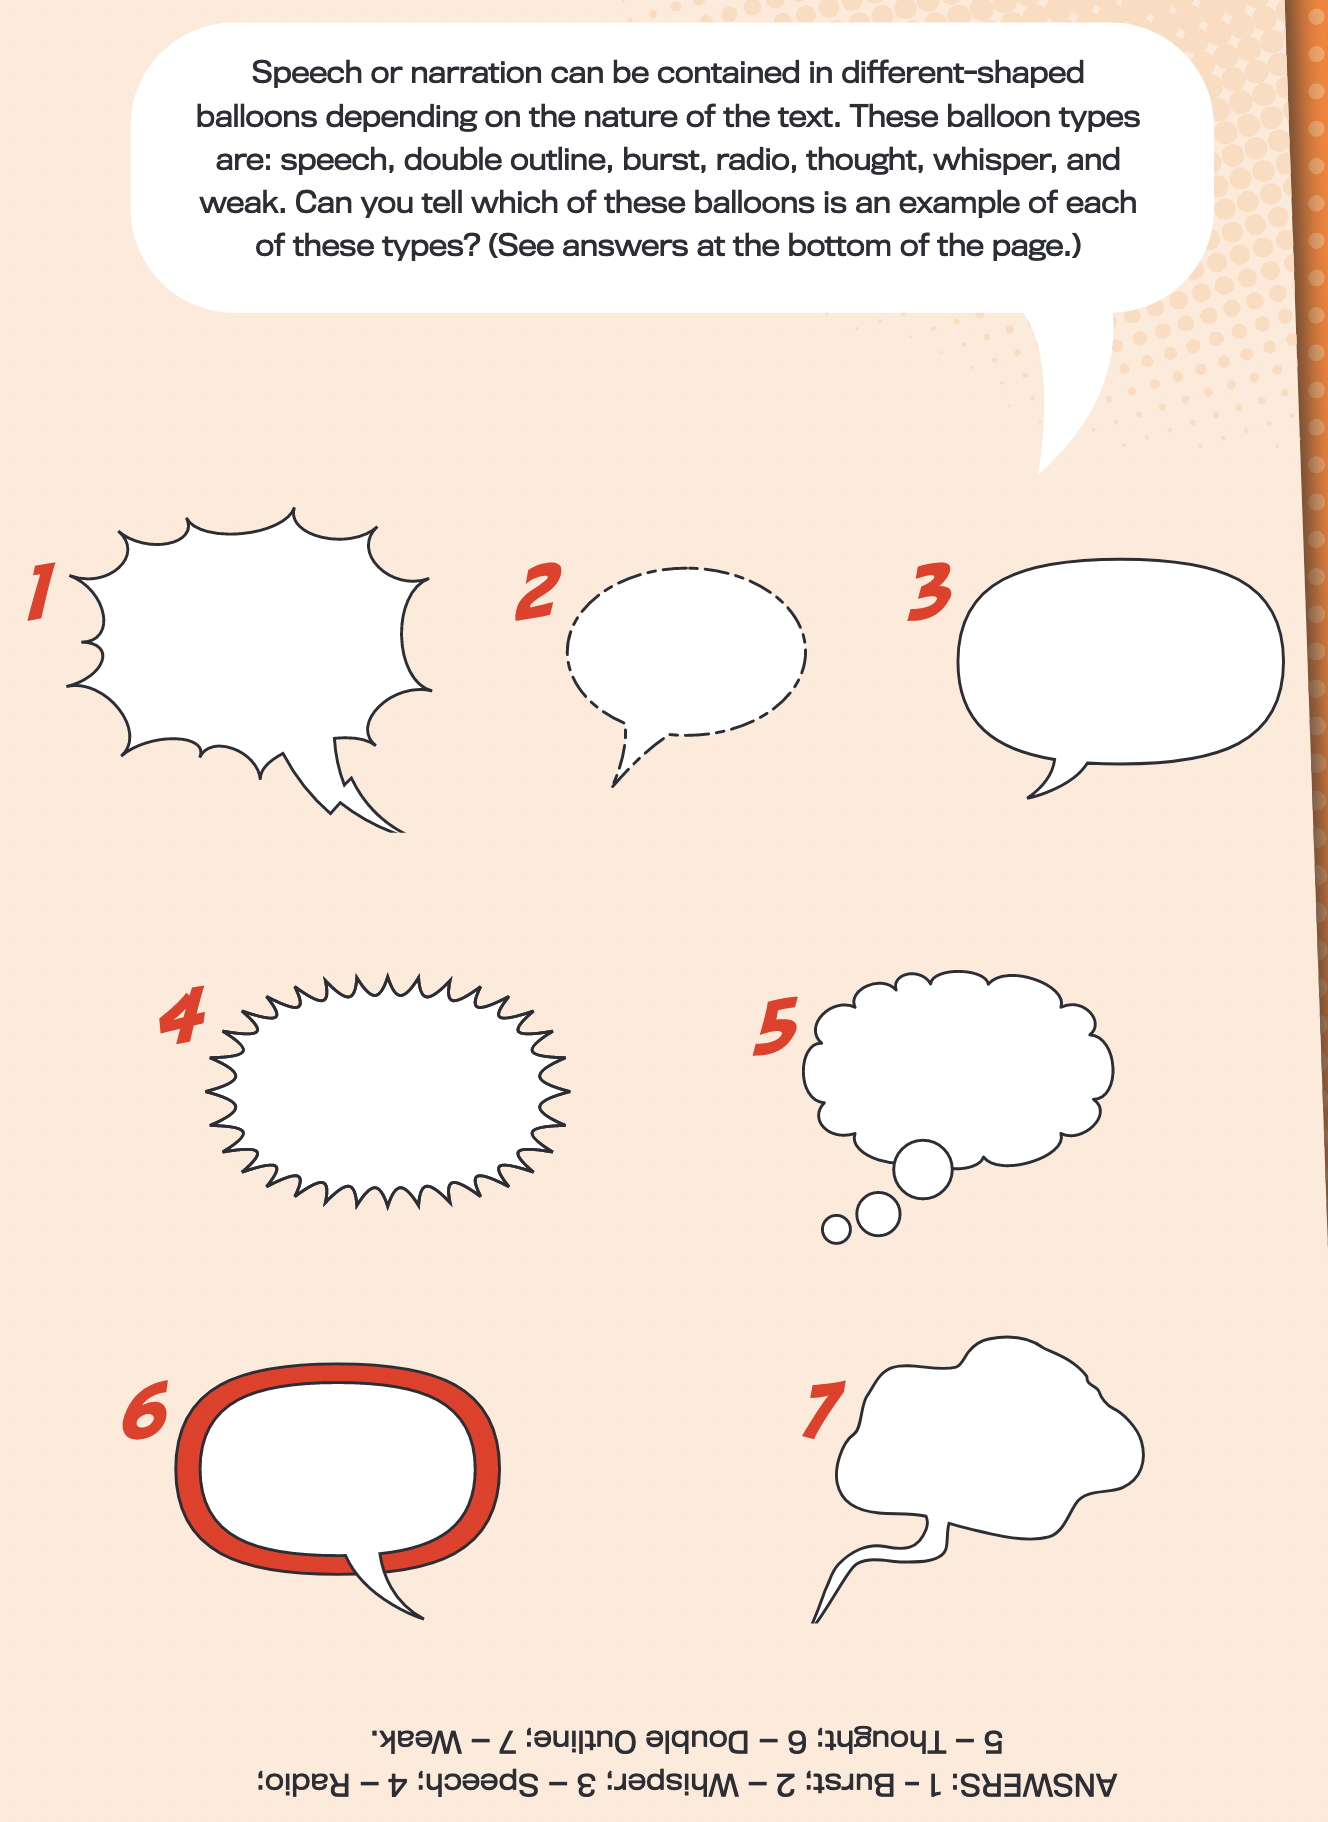 Speech or narration can be contained in different-shaped
balloons depending on the nature of the text. These balloon types
are: speech, double outline, burst, radio, thought, whisper, and
weak. Can you tell which of these balloons is an example of each
of these types? (See answers at the bottom of the page.)
1
2
3
4
5
6
7
ANSWERS: 1 - Burst; 2 – Whisper; 3 – Speech; 4 – Radio;
5 – Thought; 6 – Double Outline; 7 – Weak.